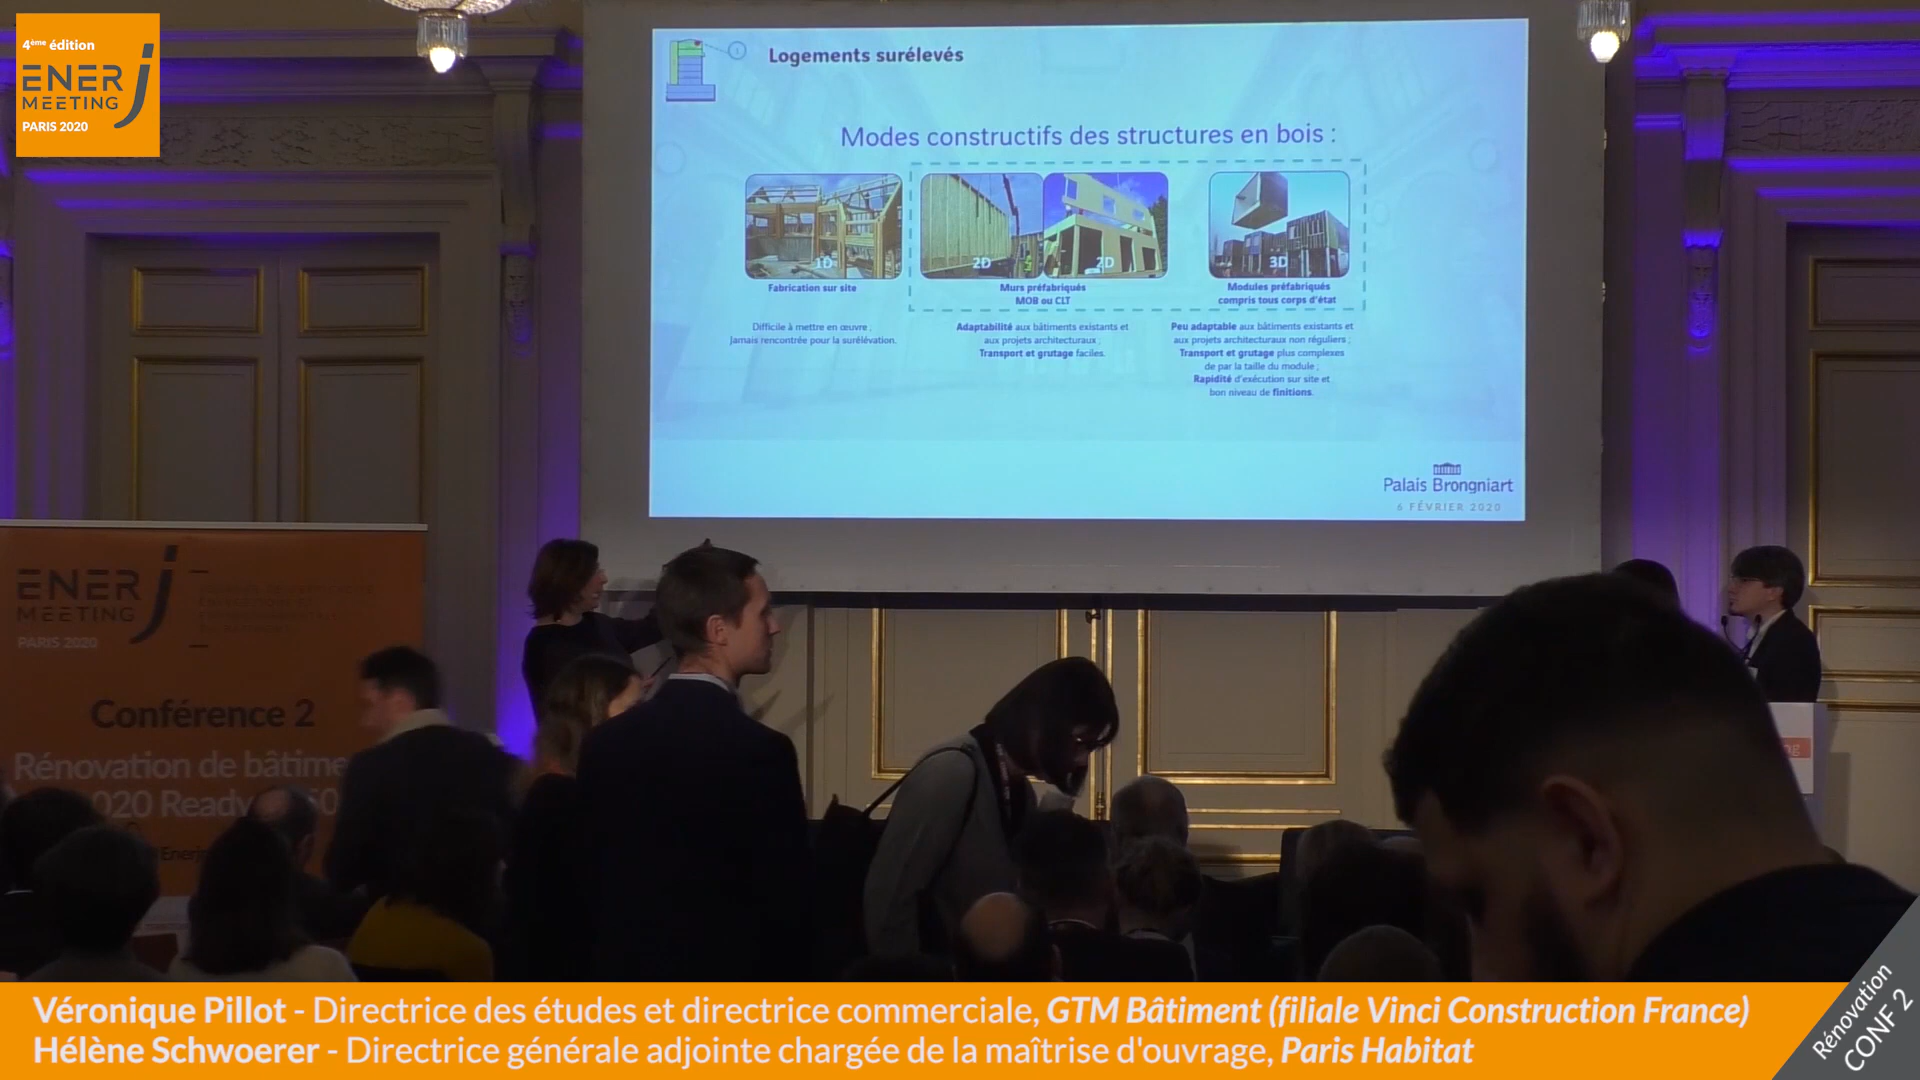 4ème édition
ENERJ
MEETING
PARIS 2020
Logements surélevés
Modes constructifs des structures en bois :
1D
2D
2D
3D
Fabrication sur site
Difficile à mettre en œuvre ;
Jamais rencontrée pour la surélévation.
Murs préfabriqués
MOB ou CLT
Adaptabilité aux bâtiments existants et
aux projets architecturaux ;
Transport et grutage faciles.
Modules préfabriqués
compris tous corps d'état
Peu adaptable aux bâtiments existants et
aux projets architecturaux non réguliers ;
Transport et grutage plus complexes
de par la taille du module ;
Rapidité d'exécution sur site et
bon niveau de finitions.
Palais Brongniart
6 FÉVRIER 2020
ENERJ
MEETING
PARIS 2020
Conférence 2
Rénovation de bâtime
020 Ready 50
Véronique Pillot - Directrice des études et directrice commerciale, GTM Bâtiment (filiale Vinci Construction France)
Hélène Schwoerer - Directrice générale adjointe chargée de la maîtrise d'ouvrage, Paris Habitat
Rénovation
CONF 2